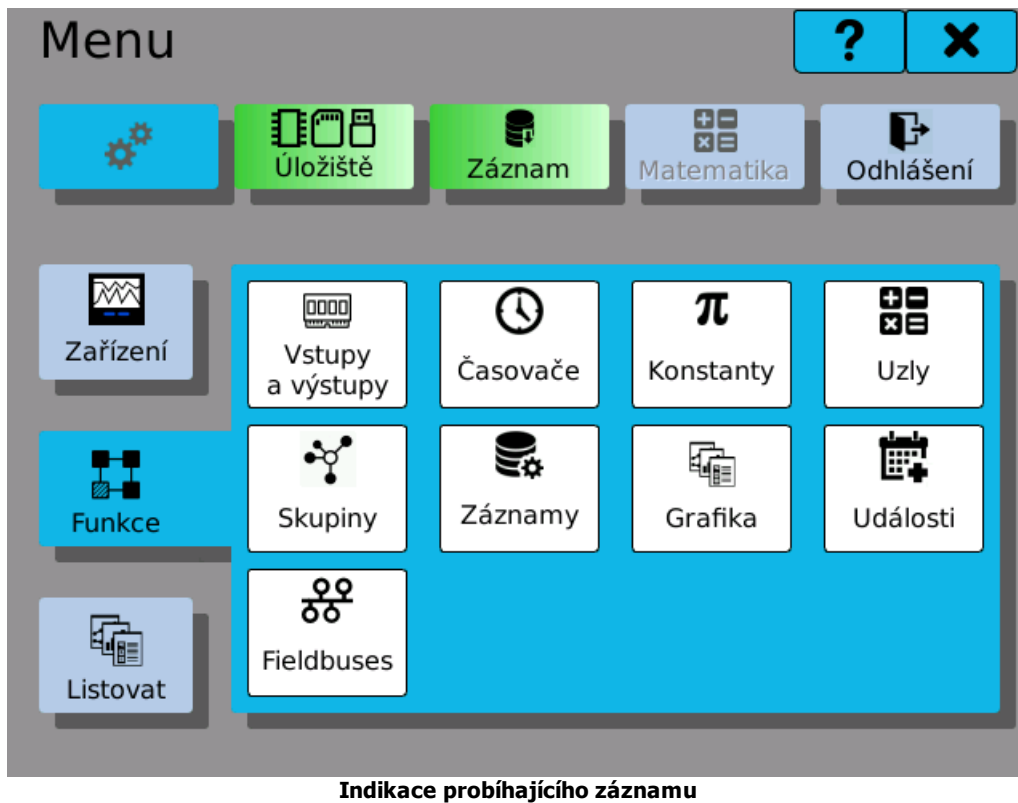 Menu
?
Úložiště
Záznam
Matematika
Odhlášení
Zařízení
Vstupy
a výstupy
Časovače
π
Konstanty
Uzly
Funkce
Skupiny
Záznamy
Grafika
Události
Listovat
Fieldbuses
Indikace probíhajícího záznamu